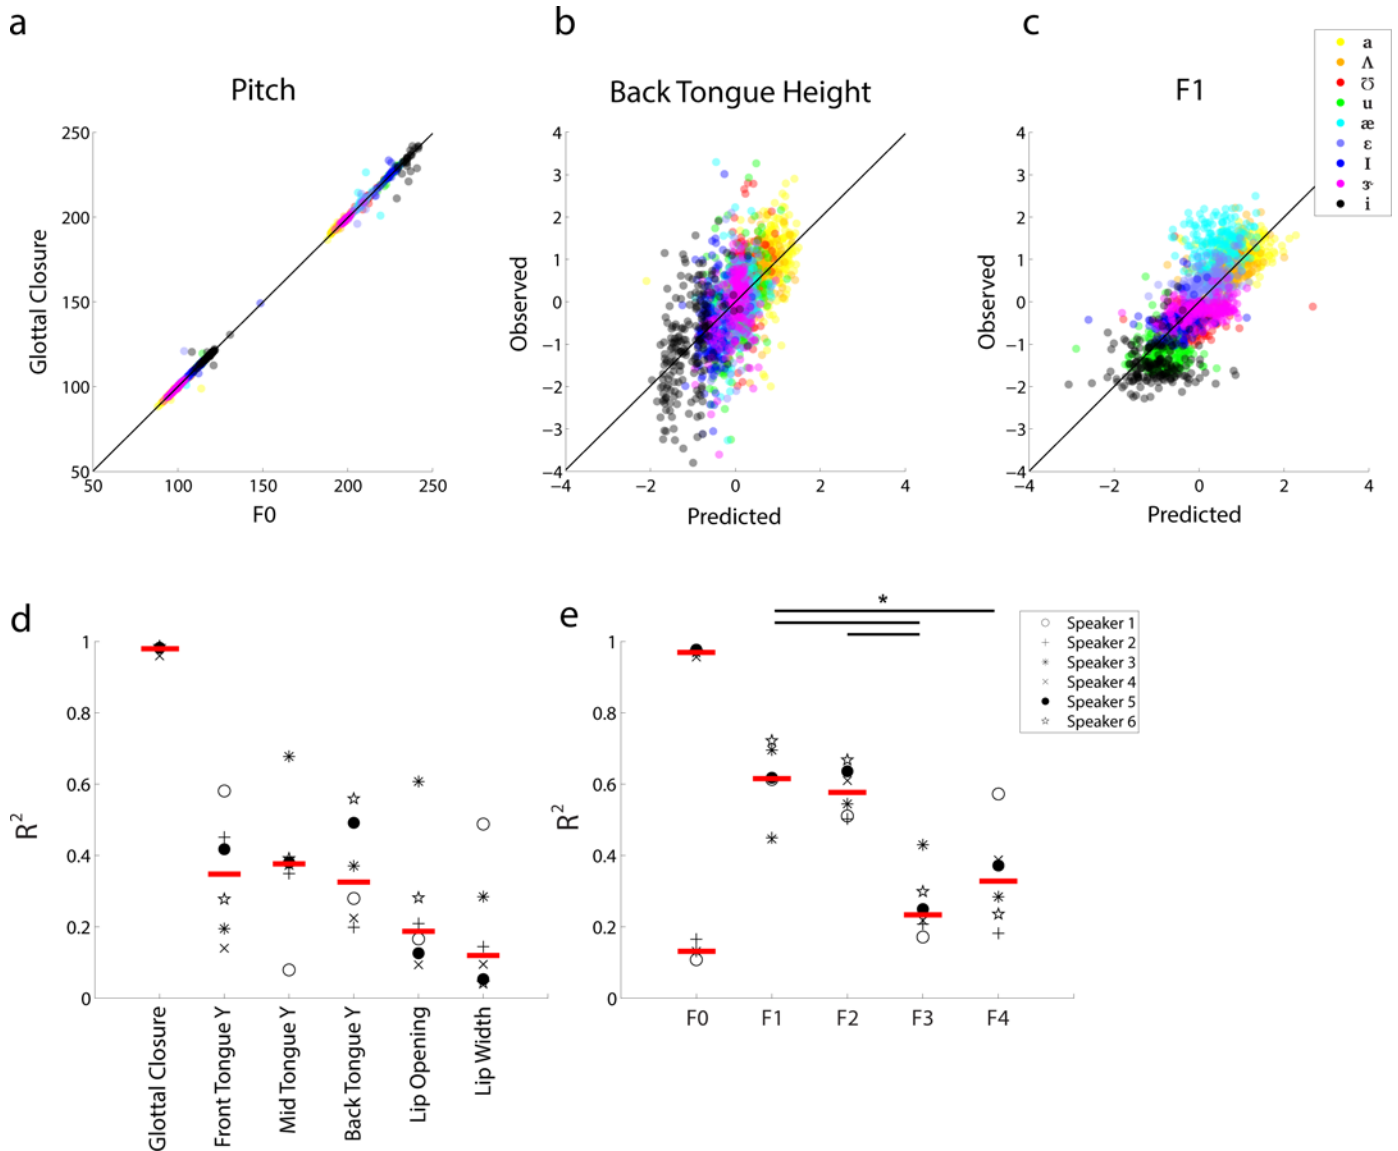 a
b
c
Pitch
Back Tongue Height
F1
a
Λ
Ʊ
u
æ
ε
I
ɝ
i
Glottal Closure
250
200
150
100
50
50 100 150 200 250
F0
Observed
4
3
2
1
0
−1
−2
−3
−4
−4 −2 0 2 4
Predicted
Observed
4
3
2
1
0
−1
−2
−3
−4
−4 −2 0 2 4
Predicted
d
R²
1
0.8
0.6
0.4
0.2
0
Glottal Closure
Front Tongue Y
Mid Tongue Y
Back Tongue Y
Lip Opening
Lip Width
e
*
R²
1
0.8
0.6
0.4
0.2
0
F0 F1 F2 F3 F4
Speaker 1
Speaker 2
Speaker 3
Speaker 4
Speaker 5
Speaker 6